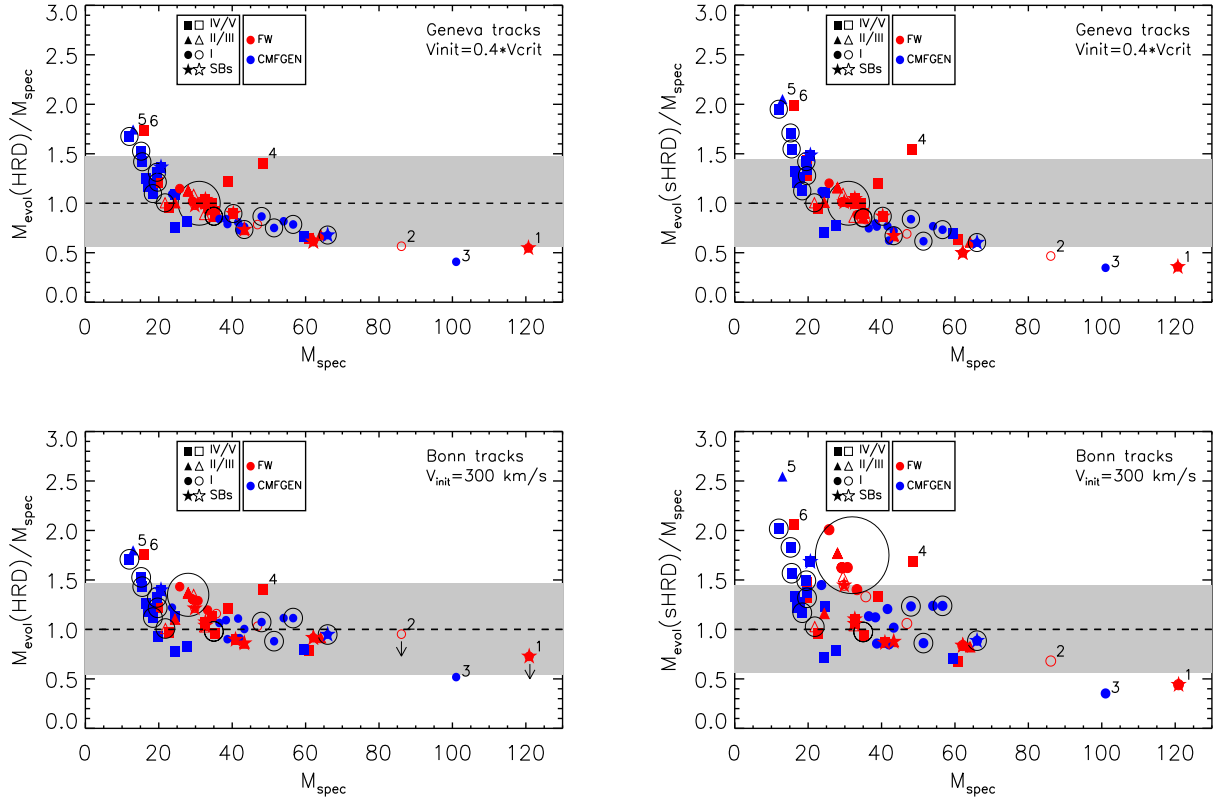 3.0
2.5
2.0
1.5
1.0
0.5
0.0
M_evol(HRD)/M_spec
IV/V
II/III
I
SBs
FW
CMFGEN
Geneva tracks
Vinit=0.4*Vcrit
5 6
4
2
3
1
0 20 40 60 80 100 120
M_spec
3.0
2.5
2.0
1.5
1.0
0.5
0.0
M_evol(sHRD)/M_spec
IV/V
II/III
I
SBs
FW
CMFGEN
Geneva tracks
Vinit=0.4*Vcrit
5
6
4
2
3
1
0 20 40 60 80 100 120
M_spec
3.0
2.5
2.0
1.5
1.0
0.5
0.0
M_evol(HRD)/M_spec
IV/V
II/III
I
SBs
FW
CMFGEN
Bonn tracks
V_init=300 km/s
5 6
4
2
3
1
0 20 40 60 80 100 120
M_spec
3.0
2.5
2.0
1.5
1.0
0.5
0.0
M_evol(sHRD)/M_spec
IV/V
II/III
I
SBs
FW
CMFGEN
Bonn tracks
V_init=300 km/s
5
6
4
2
3
1
0 20 40 60 80 100 120
M_spec